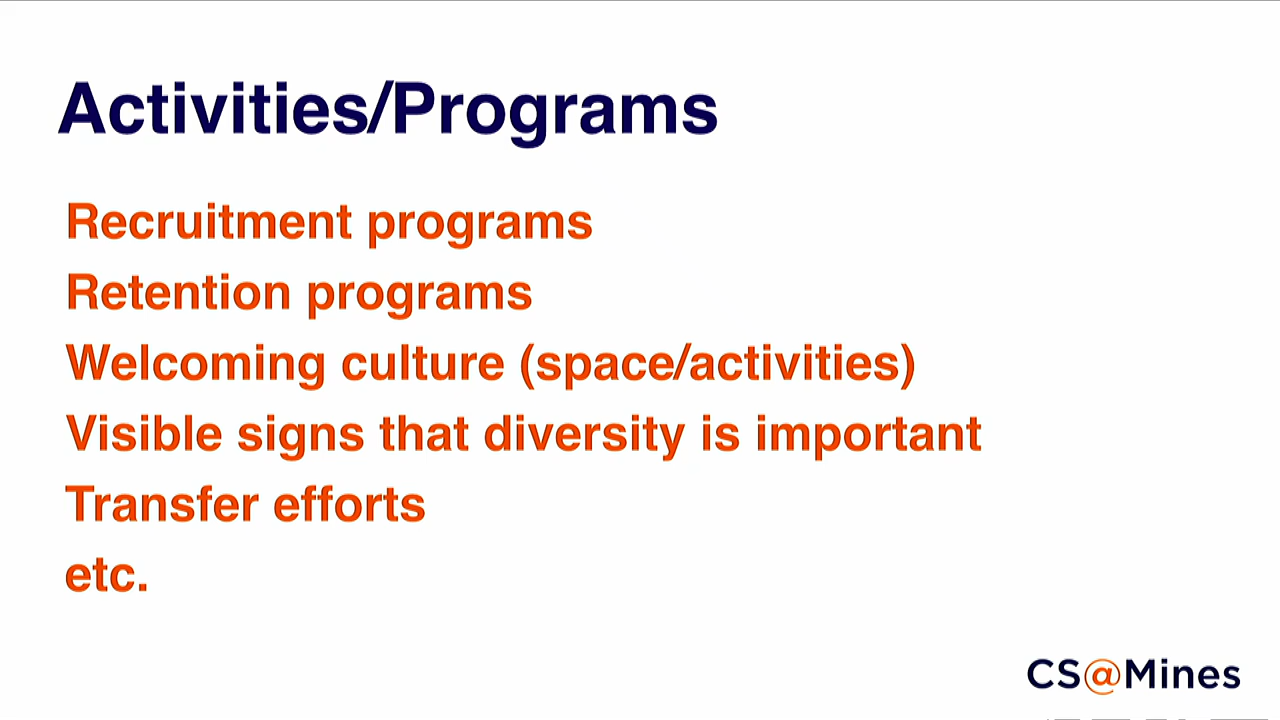 Activities/Programs
Recruitment programs
Retention programs
Welcoming culture (space/activities)
Visible signs that diversity is important
Transfer efforts
etc.
CS@Mines